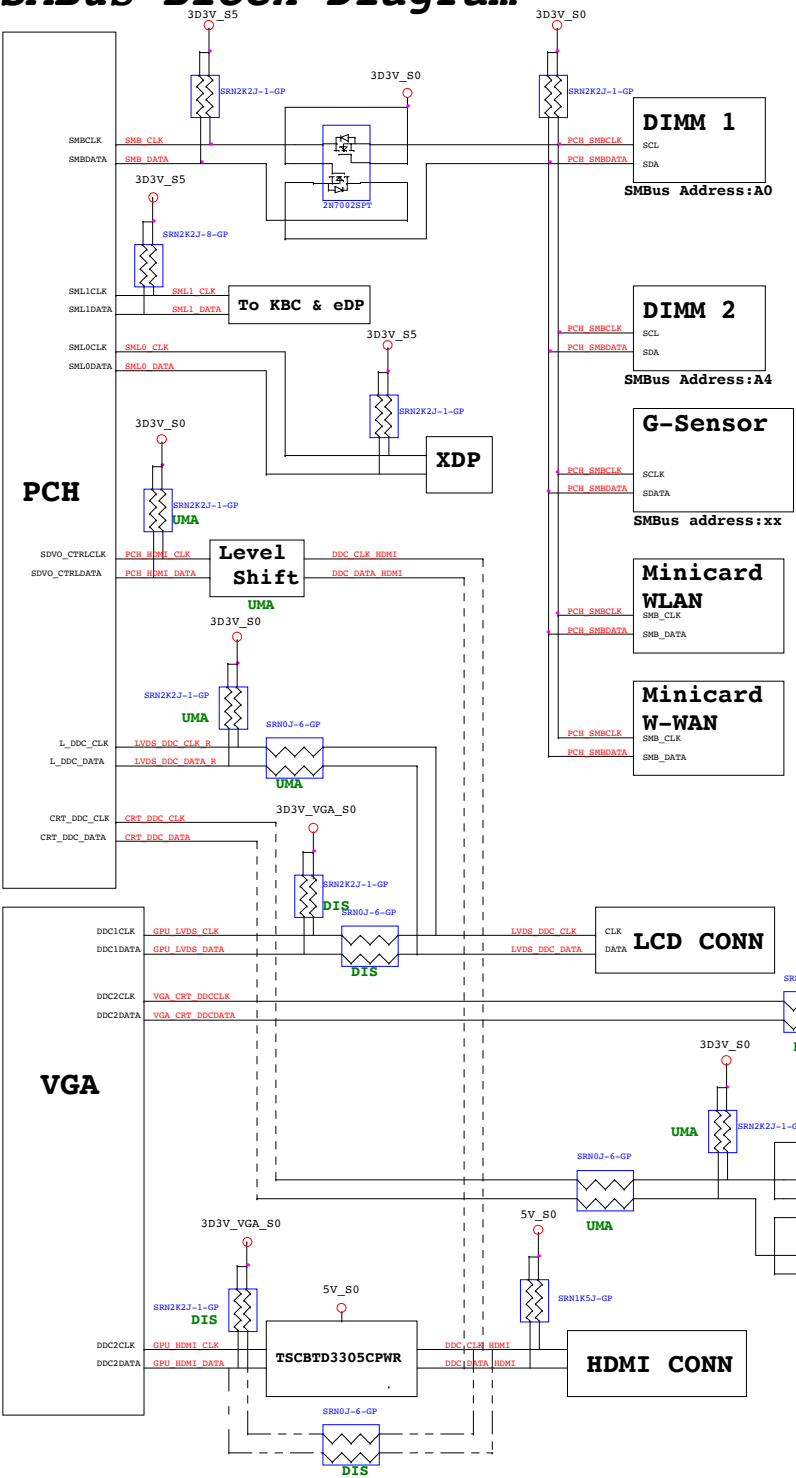 SMBus Block Diagram
3D3V_S5
3D3V_S0
3D3V_S0
SRN2K2J-1-GP
SRN2K2J-1-GP
DIMM 1
SMBCLK
SMB_CLK
PCH_SMBCLK
SCL
SMBDATA
SMB_DATA
PCH_SMBDATA
SDA
2N7002SPT
SMBus Address:A0
3D3V_S5
SRN2K2J-8-GP
SML1CLK
SML1_CLK
SML1DATA
SML1_DATA
To KBC & eDP
DIMM 2
PCH_SMBCLK
SCL
PCH_SMBDATA
SDA
SMBus Address:A4
SML0CLK
SML0_CLK
SML0DATA
SML0_DATA
3D3V_S5
SRN2K2J-1-GP
XDP
G-Sensor
PCH_SMBCLK
SCLK
PCH_SMBDATA
SDATA
SMBus address:xx
3D3V_S0
PCH
SRN2K2J-1-GP
UMA
SDVO_CTRLCLK
PCH_HDMI_CLK
SDVO_CTRLDATA
PCH_HDMI_DATA
Level
Shift
UMA
DDC_CLK_HDMI
DDC_DATA_HDMI
Minicard
WLAN
PCH_SMBCLK
SMB_CLK
PCH_SMBDATA
SMB_DATA
3D3V_S0
SRN2K2J-1-GP
UMA
SRN0J-6-GP
L_DDC_CLK
LVDS_DDC_CLK_R
L_DDC_DATA
LVDS_DDC_DATA_R
UMA
Minicard
W-WAN
PCH_SMBCLK
SMB_CLK
PCH_SMBDATA
SMB_DATA
CRT_DDC_CLK
CRT_DDC_CLK
CRT_DDC_DATA
CRT_DDC_DATA
3D3V_VGA_S0
SRN2K2J-1-GP
DIS
SRN0J-6-GP
DDC1CLK
GPU_LVDS_CLK
DDC1DATA
GPU_LVDS_DATA
DIS
LVDS_DDC_CLK
CLK
LVDS_DDC_DATA
DATA
LCD CONN
DDC2CLK
VGA_CRT_DDCCLK
DDC2DATA
VGA_CRT_DDCDATA
VGA
3D3V_S0
UMA
SRN2K2J-1-G
SRN0J-6-GP
UMA
3D3V_VGA_S0
5V_S0
5V_S0
SRN2K2J-1-GP
DIS
SRN1K5J-GP
DDC2CLK
GPU_HDMI_CLK
DDC2DATA
GPU_HDMI_DATA
TSCBTD3305CPWR
DDC_CLK_HDMI
DDC_DATA_HDMI
HDMI CONN
SRN0J-6-GP
DIS